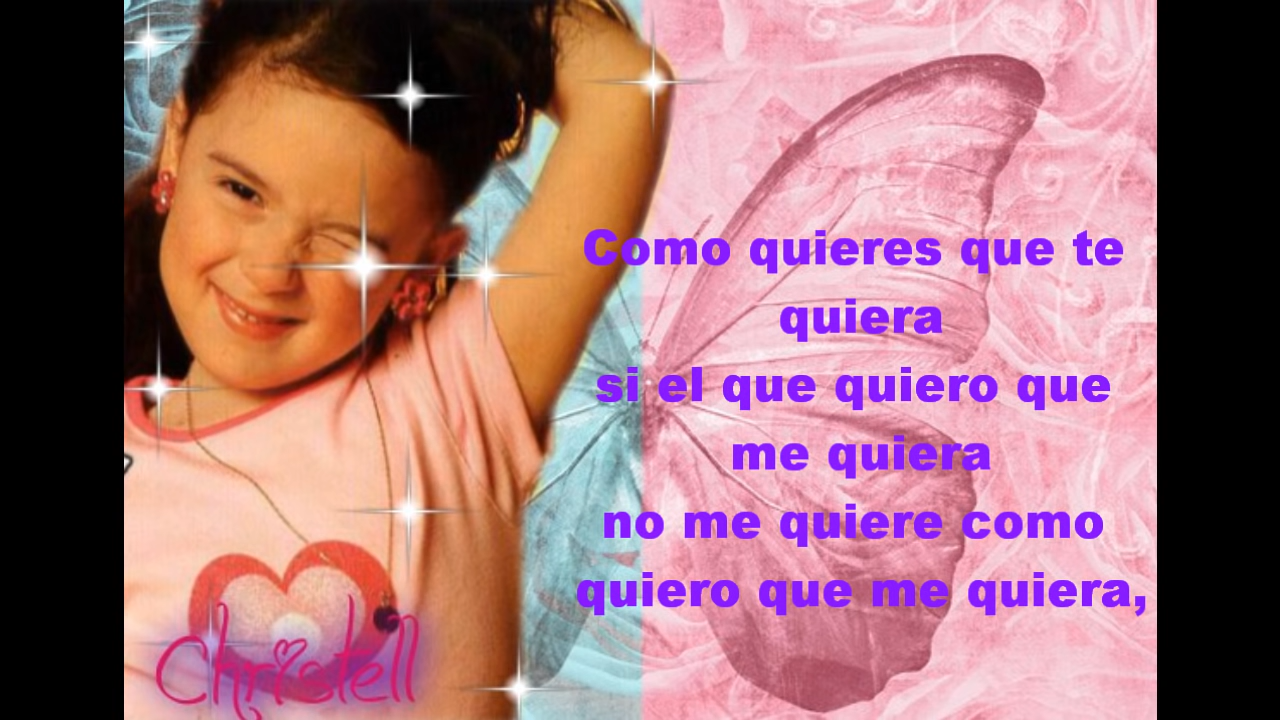 Como quieres que te
quiera
si el que quiero que
me quiera
no me quiere como
quiero que me quiera,
Christell